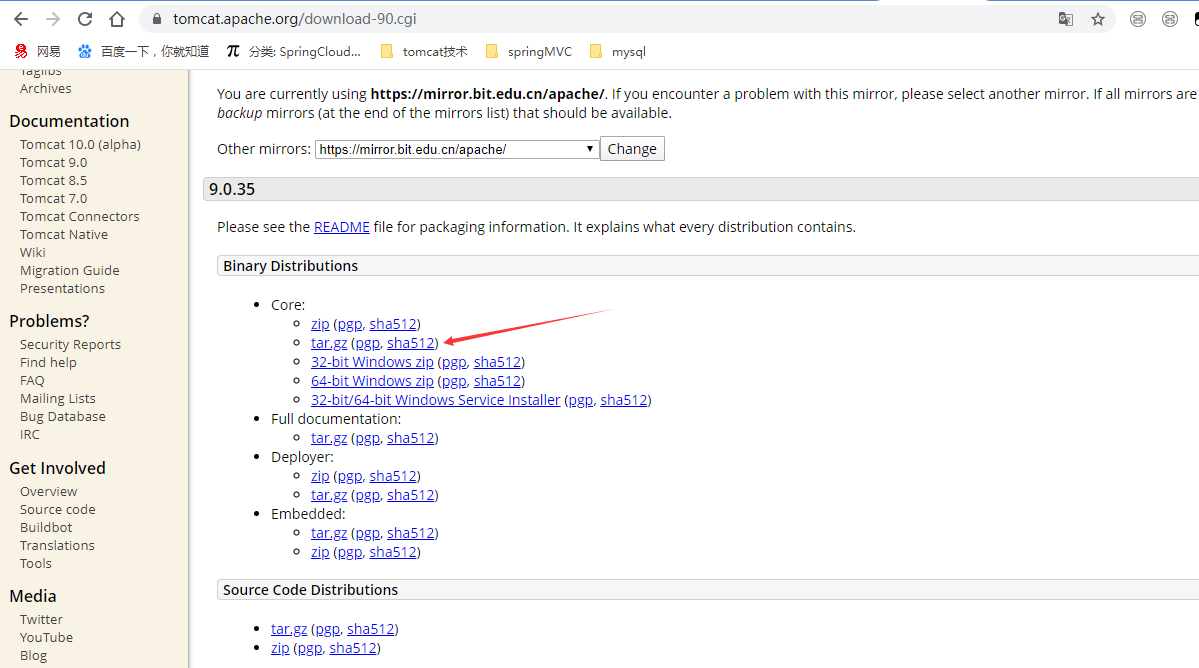 tomcat.apache.org/download-90.cgi
网易 百度一下，你就知道 分类: SpringCloud... tomcat技术 springMVC mysql
Taglibs
Archives
Documentation
Tomcat 10.0 (alpha)
Tomcat 9.0
Tomcat 8.5
Tomcat 7.0
Tomcat Connectors
Tomcat Native
Wiki
Migration Guide
Presentations
Problems?
Security Reports
Find help
FAQ
Mailing Lists
Bug Database
IRC
Get Involved
Overview
Source code
Buildbot
Translations
Tools
Media
Twitter
YouTube
Blog
You are currently using https://mirror.bit.edu.cn/apache/. If you encounter a problem with this mirror, please select another mirror. If all mirrors are
backup mirrors (at the end of the mirrors list) that should be available.
Other mirrors: https://mirror.bit.edu.cn/apache/ Change
9.0.35
Please see the README file for packaging information. It explains what every distribution contains.
Binary Distributions
Core:
zip (pgp, sha512)
tar.gz (pgp, sha512)
32-bit Windows zip (pgp, sha512)
64-bit Windows zip (pgp, sha512)
32-bit/64-bit Windows Service Installer (pgp, sha512)
Full documentation:
tar.gz (pgp, sha512)
Deployer:
zip (pgp, sha512)
tar.gz (pgp, sha512)
Embedded:
tar.gz (pgp, sha512)
zip (pgp, sha512)
Source Code Distributions
tar.gz (pgp, sha512)
zip (pgp, sha512)